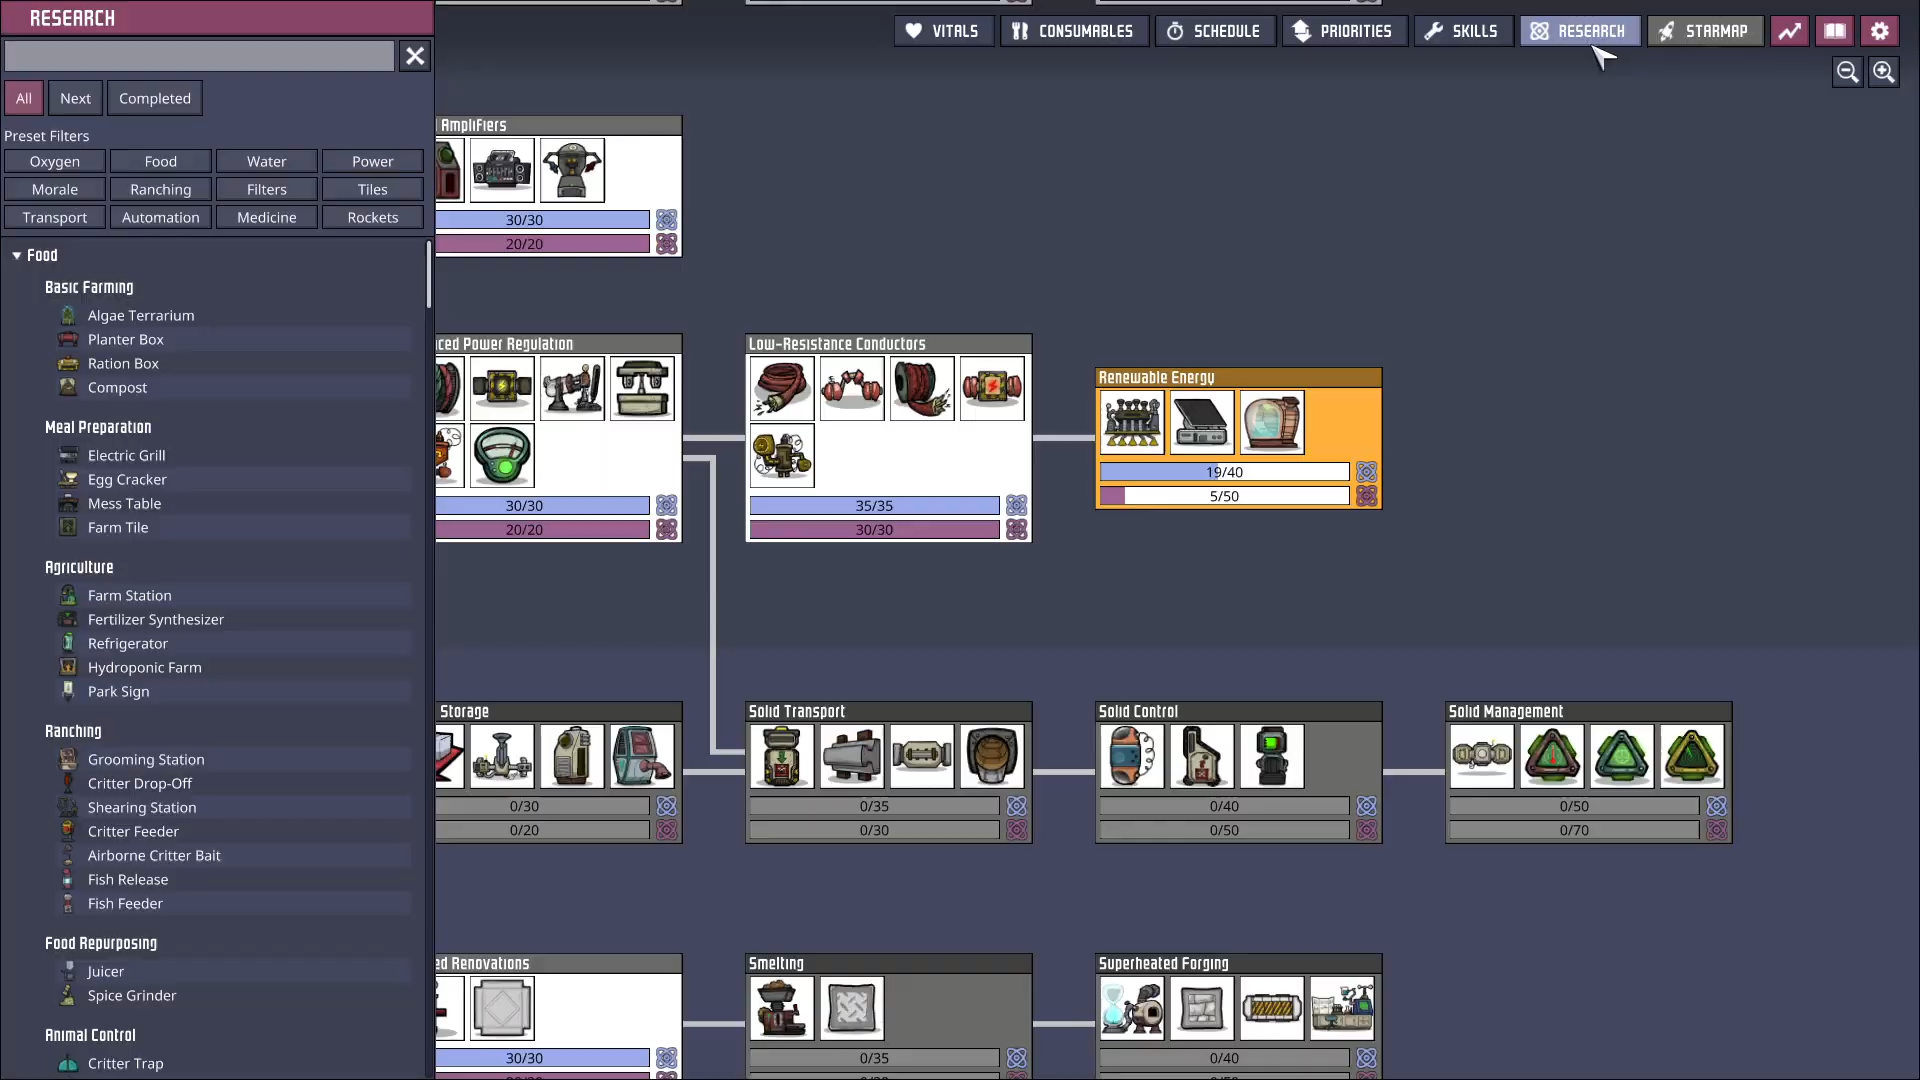 RESEARCH
VITALS
CONSUMABLES
SCHEDULE
PRIORITIES
SKILLS
RESEARCH
STARMAP
All
Next
Completed
Preset Filters
Oxygen
Food
Water
Power
Morale
Ranching
Filters
Tiles
Transport
Automation
Medicine
Rockets
Food
Basic Farming
Algae Terrarium
Planter Box
Ration Box
Compost
Meal Preparation
Electric Grill
Egg Cracker
Mess Table
Farm Tile
Agriculture
Farm Station
Fertilizer Synthesizer
Refrigerator
Hydroponic Farm
Park Sign
Ranching
Grooming Station
Critter Drop-Off
Shearing Station
Critter Feeder
Airborne Critter Bait
Fish Release
Fish Feeder
Food Repurposing
Juicer
Spice Grinder
Animal Control
Critter Trap
Amplifiers
30/30
20/20
ced Power Regulation
30/30
20/20
Low-Resistance Conductors
35/35
30/30
Renewable Energy
19/40
5/50
Storage
0/30
0/20
Solid Transport
0/35
0/30
Solid Control
0/40
0/50
Solid Management
0/50
0/70
ed Renovations
30/30
Smelting
0/35
Superheated Forging
0/40